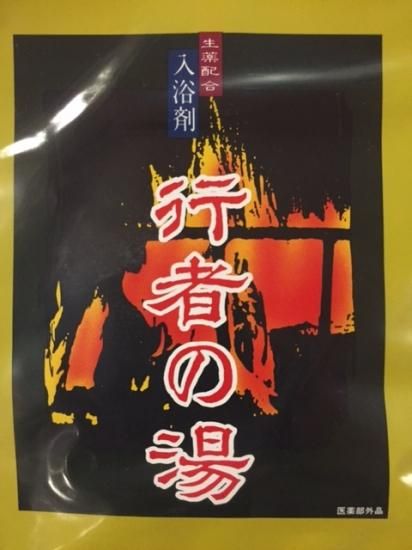 生薬配合
入浴剤
行者の湯
医薬部外品